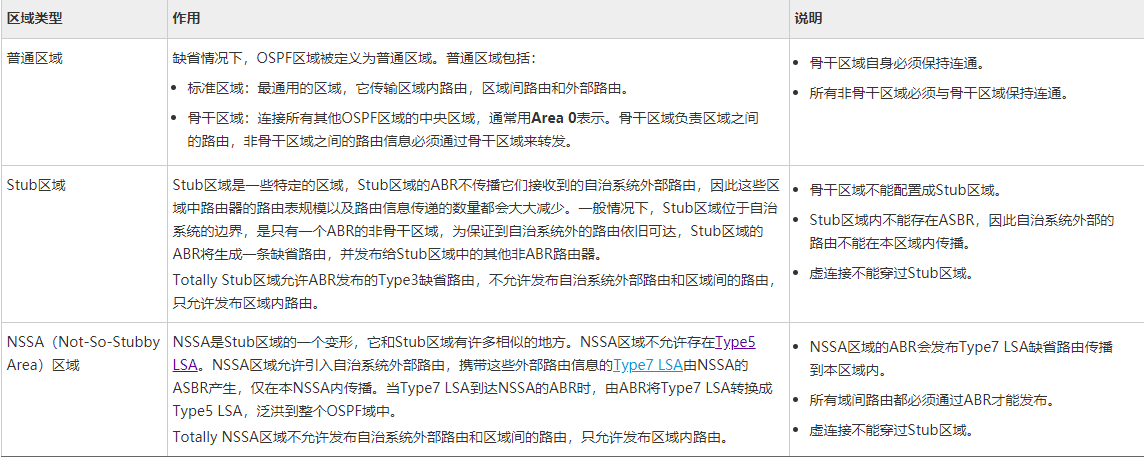 区域类型
作用
说明
普通区域
缺省情况下，OSPF区域被定义为普通区域。普通区域包括：
标准区域：最通用的区域，它传输区域内路由，区域间路由和外部路由。
骨干区域：连接所有其他OSPF区域的中央区域，通常用Area 0表示。骨干区域负责区域之间
的路由，非骨干区域之间的路由信息必须通过骨干区域来转发。
骨干区域自身必须保持连通。
所有非骨干区域必须与骨干区域保持连通。
Stub区域
Stub区域是一些特定的区域，Stub区域的ABR不传播它们接收到的自治系统外部路由，因此这些区
域中路由器的路由表规模以及路由信息传递的数量都会大大减少。一般情况下，Stub区域位于自治
系统的边界，是只有一个ABR的非骨干区域，为保证到自治系统外的路由依旧可达，Stub区域的
ABR将生成一条缺省路由，并发布给Stub区域中的其他非ABR路由器。
Totally Stub区域允许ABR发布的Type3缺省路由，不允许发布自治系统外部路由和区域间的路由，
只允许发布区域内路由。
骨干区域不能配置成Stub区域。
Stub区域内不能存在ASBR，因此自治系统外部的
路由不能在本区域内传播。
虚连接不能穿过Stub区域。
NSSA（Not-So-Stubby
Area）区域
NSSA是Stub区域的一个变形，它和Stub区域有许多相似的地方。NSSA区域不允许存在Type5
LSA。NSSA区域允许引入自治系统外部路由，携带这些外部路由信息的Type7 LSA由NSSA的
ASBR产生，仅在本NSSA内传播。当Type7 LSA到达NSSA的ABR时，由ABR将Type7 LSA转换成
Type5 LSA，泛洪到整个OSPF域中。
Totally NSSA区域不允许发布自治系统外部路由和区域间的路由，只允许发布区域内路由。
NSSA区域的ABR会发布Type7 LSA缺省路由传播
到本区域内。
所有域间路由都必须通过ABR才能发布。
虚连接不能穿过Stub区域。